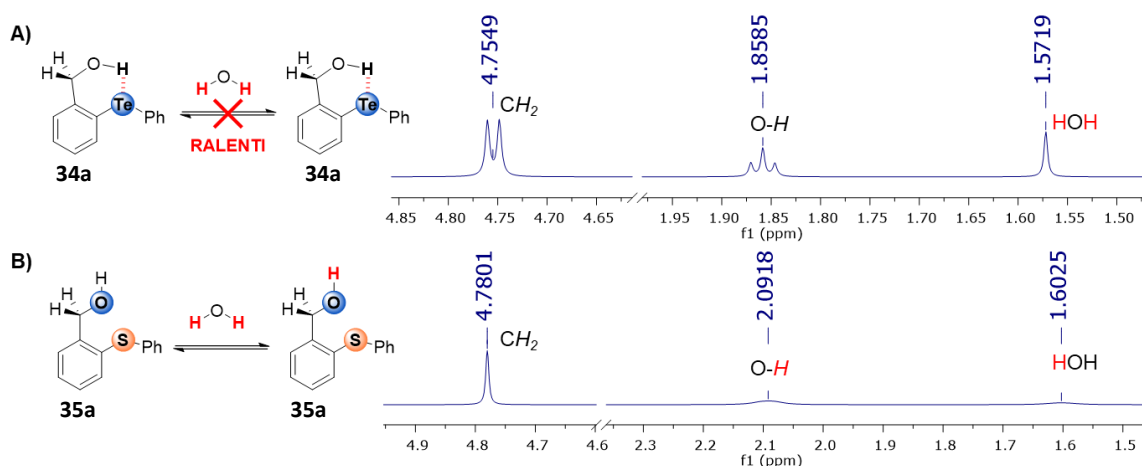 A)
H
H
O
H
Te
Ph
34a
O
H
H
RALENTI
H
H
O
H
Te
Ph
34a
4.7549
CH2
1.8585
O-H
1.5719
HOH
4.85 4.80 4.75 4.70 4.65 1.95 1.90 1.85 1.80 1.75 1.70 1.65 1.60 1.55 1.50
f1 (ppm)
B)
H
H
H
O
S
Ph
35a
O
H
H
H
H
H
O
S
Ph
35a
4.7801
CH2
2.0918
O-H
1.6025
HOH
4.9 4.8 4.7 4.6 2.3 2.2 2.1 2.0 1.9 1.8 1.7 1.6 1.5
f1 (ppm)